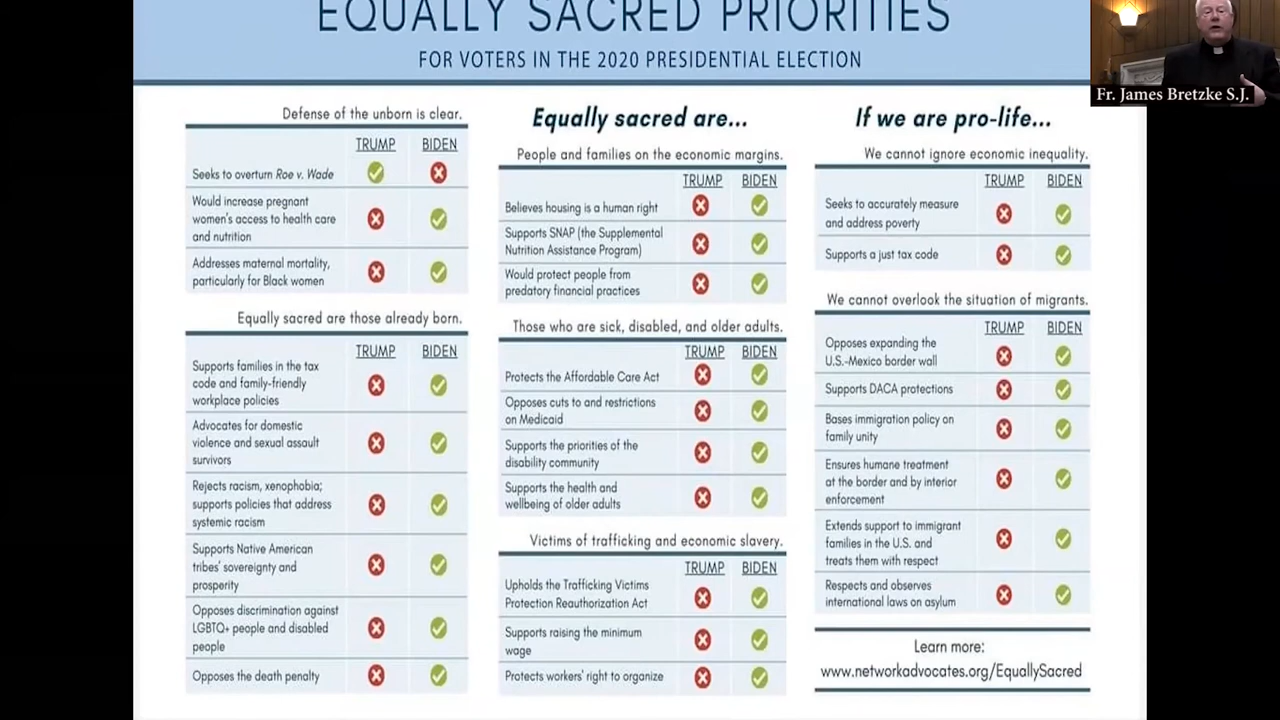 EQUALLY SACRED PRIORITIES
FOR VOTERS IN THE 2020 PRESIDENTIAL ELECTION
Fr. James Bretzke S.J.
Defense of the unborn is clear.
TRUMP BIDEN
Seeks to overturn Roe v. Wade
Would increase pregnant
women's access to health care
and nutrition
Addresses maternal mortality,
particularly for Black women
Equally sacred are those already born.
TRUMP BIDEN
Supports families in the tax
code and family-friendly
workplace policies
Advocates for domestic
violence and sexual assault
survivors
Rejects racism, xenophobia;
supports policies that address
systemic racism
Supports Native American
tribes' sovereignty and
prosperity
Opposes discrimination against
LGBTQ+ people and disabled
people
Opposes the death penalty
Equally sacred are...
People and families on the economic margins.
TRUMP BIDEN
Believes housing is a human right
Supports SNAP (the Supplemental
Nutrition Assistance Program)
Would protect people from
predatory financial practices
Those who are sick, disabled, and older adults.
TRUMP BIDEN
Protects the Affordable Care Act
Opposes cuts to and restrictions
on Medicaid
Supports the priorities of the
disability community
Supports the health and
wellbeing of older adults
Victims of trafficking and economic slavery.
TRUMP BIDEN
Upholds the Trafficking Victims
Protection Reauthorization Act
Supports raising the minimum
wage
Protects workers' right to organize
If we are pro-life...
We cannot ignore economic inequality.
TRUMP BIDEN
Seeks to accurately measure
and address poverty
Supports a just tax code
We cannot overlook the situation of migrants.
TRUMP BIDEN
Opposes expanding the
U.S.-Mexico border wall
Supports DACA protections
Bases immigration policy on
family unity
Ensures humane treatment
at the border and by interior
enforcement
Extends support to immigrant
families in the U.S. and
treats them with respect
Respects and observes
international laws on asylum
Learn more:
www.networkadvocates.org/EquallySacred